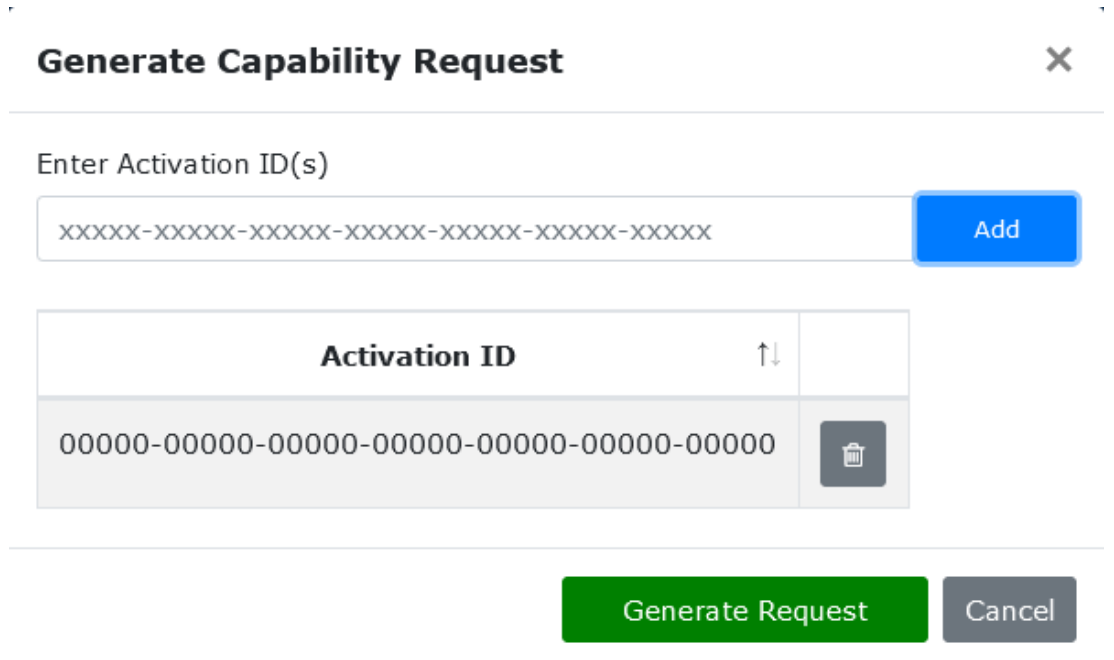 Generate Capability Request
Enter Activation ID(s)
xxxxx-xxxxx-xxxxx-xxxxx-xxxxx-xxxxx-xxxxx
Add
Activation ID
00000-00000-00000-00000-00000-00000-00000
Generate Request
Cancel